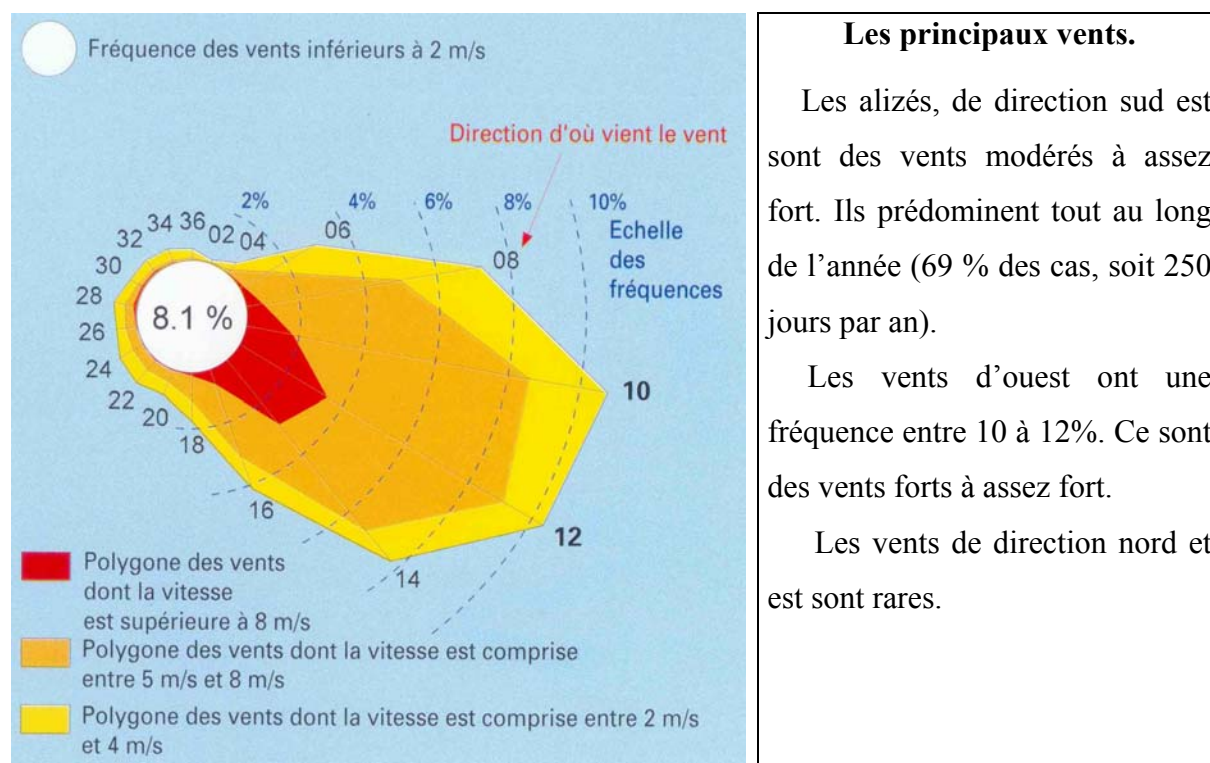 Fréquence des vents inférieurs à 2 m/s
Direction d'où vient le vent
2%
4%
6%
8%
10%
Echelle
des
fréquences
36
02
04
06
08
10
12
14
16
18
20
22
24
26
28
30
32
34
8.1 %
Polygone des vents
dont la vitesse
est supérieure à 8 m/s
Polygone des vents dont la vitesse est comprise
entre 5 m/s et 8 m/s
Polygone des vents dont la vitesse est comprise entre 2 m/s
et 4 m/s
Les principaux vents.
Les alizés, de direction sud est
sont des vents modérés à assez
fort. Ils prédominent tout au long
de l'année (69 % des cas, soit 250
jours par an).
Les vents d'ouest ont une
fréquence entre 10 à 12%. Ce sont
des vents forts à assez fort.
Les vents de direction nord et
est sont rares.